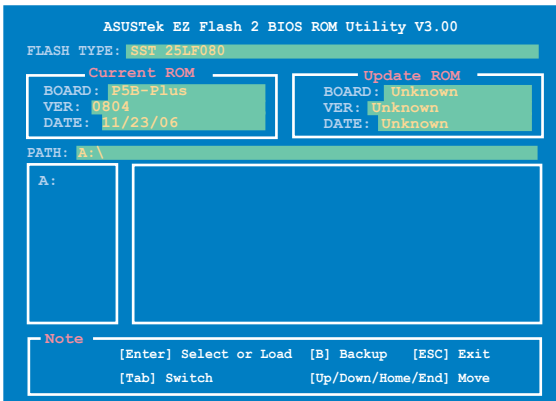 ASUSTek EZ Flash 2 BIOS ROM Utility V3.00
FLASH TYPE: SST 25LF080
Current ROM
BOARD: P5B-Plus
VER: 0804
DATE: 11/23/06
Update ROM
BOARD: Unknown
VER: Unknown
DATE: Unknown
PATH: A:\
A:
Note
[Enter] Select or Load [B] Backup [ESC] Exit
[Tab] Switch [Up/Down/Home/End] Move